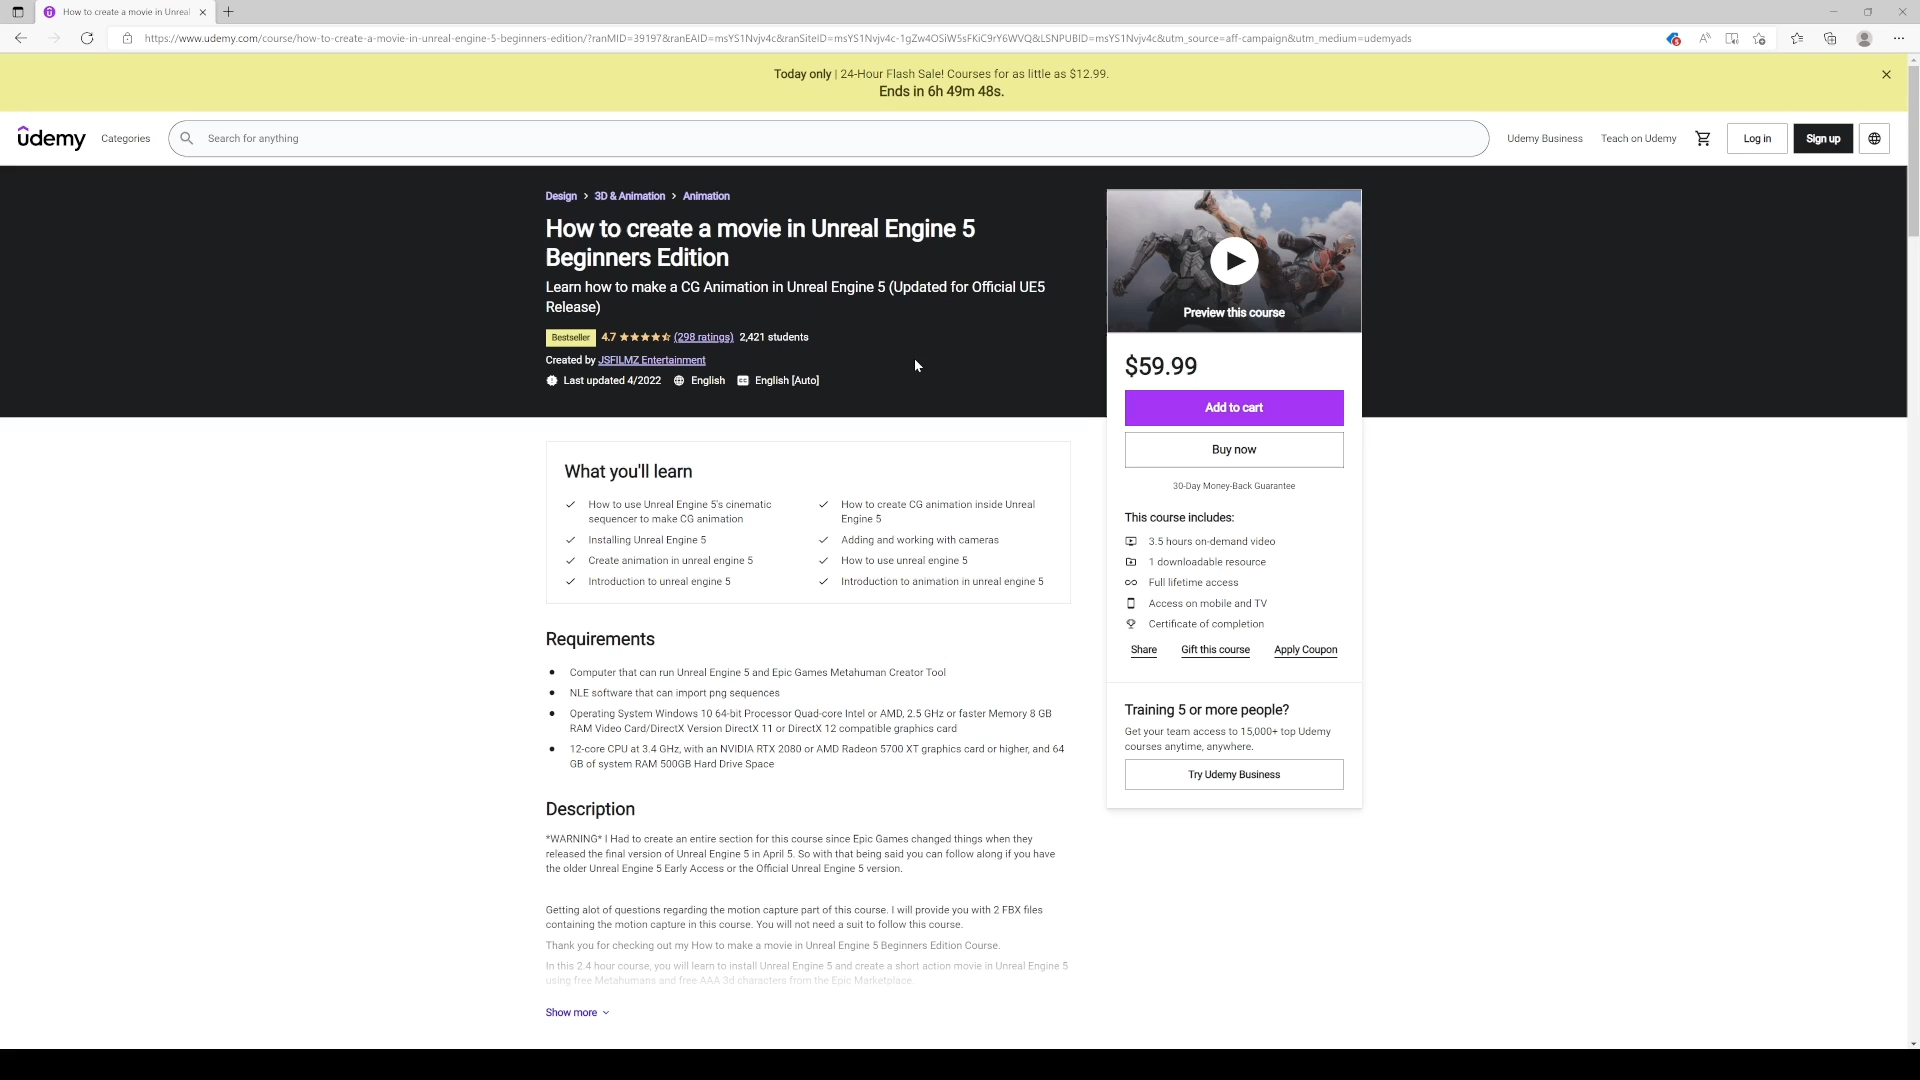 How to create a movie in Unreal
https://www.udemy.com/course/how-to-create-a-movie-in-unreal-engine-5-beginners-edition/?ranMID=39197&ranEAID=msYS1Nvjv4c&ranSiteID=msYS1Nvjv4c-1gZw4OSiW5sFKiC9rY6WVQ&LSNPUBID=msYS1Nvjv4c&utm_source=aff-campaign&utm_medium=udemyads
Today only | 24-Hour Flash Sale! Courses for as little as $12.99.
Ends in 6h 49m 48s.
udemy
Categories
Search for anything
Udemy Business
Teach on Udemy
Log in
Sign up
Design > 3D & Animation > Animation
How to create a movie in Unreal Engine 5
Beginners Edition
Learn how to make a CG Animation in Unreal Engine 5 (Updated for Official UE5
Release)
Bestseller 4.7 (298 ratings) 2,421 students
Created by JSFILMZ Entertainment
Last updated 4/2022 English English [Auto]
Preview this course
$59.99
Add to cart
Buy now
30-Day Money-Back Guarantee
This course includes:
3.5 hours on-demand video
1 downloadable resource
Full lifetime access
Access on mobile and TV
Certificate of completion
Share Gift this course Apply Coupon
Training 5 or more people?
Get your team access to 15,000+ top Udemy
courses anytime, anywhere.
Try Udemy Business
What you'll learn
How to use Unreal Engine 5's cinematic
sequencer to make CG animation
Installing Unreal Engine 5
Create animation in unreal engine 5
Introduction to unreal engine 5
How to create CG animation inside Unreal
Engine 5
Adding and working with cameras
How to use unreal engine 5
Introduction to animation in unreal engine 5
Requirements
Computer that can run Unreal Engine 5 and Epic Games Metahuman Creator Tool
NLE software that can import png sequences
Operating System Windows 10 64-bit Processor Quad-core Intel or AMD, 2.5 GHz or faster Memory 8 GB
RAM Video Card/DirectX Version DirectX 11 or DirectX 12 compatible graphics card
12-core CPU at 3.4 GHz, with an NVIDIA RTX 2080 or AMD Radeon 5700 XT graphics card or higher, and 64
GB of system RAM 500GB Hard Drive Space
Description
*WARNING* I Had to create an entire section for this course since Epic Games changed things when they
released the final version of Unreal Engine 5 in April 5. So with that being said you can follow along if you have
the older Unreal Engine 5 Early Access or the Official Unreal Engine 5 version.
Getting alot of questions regarding the motion capture part of this course. I will provide you with 2 FBX files
containing the motion capture in this course. You will not need a suit to follow this course.
Thank you for checking out my How to make a movie in Unreal Engine 5 Beginners Edition Course.
In this 2.4 hour course, you will learn to install Unreal Engine 5 and create a short action movie in Unreal Engine 5
using free Metahumans and free AAA 3d characters from the Epic Marketplace.
Show more